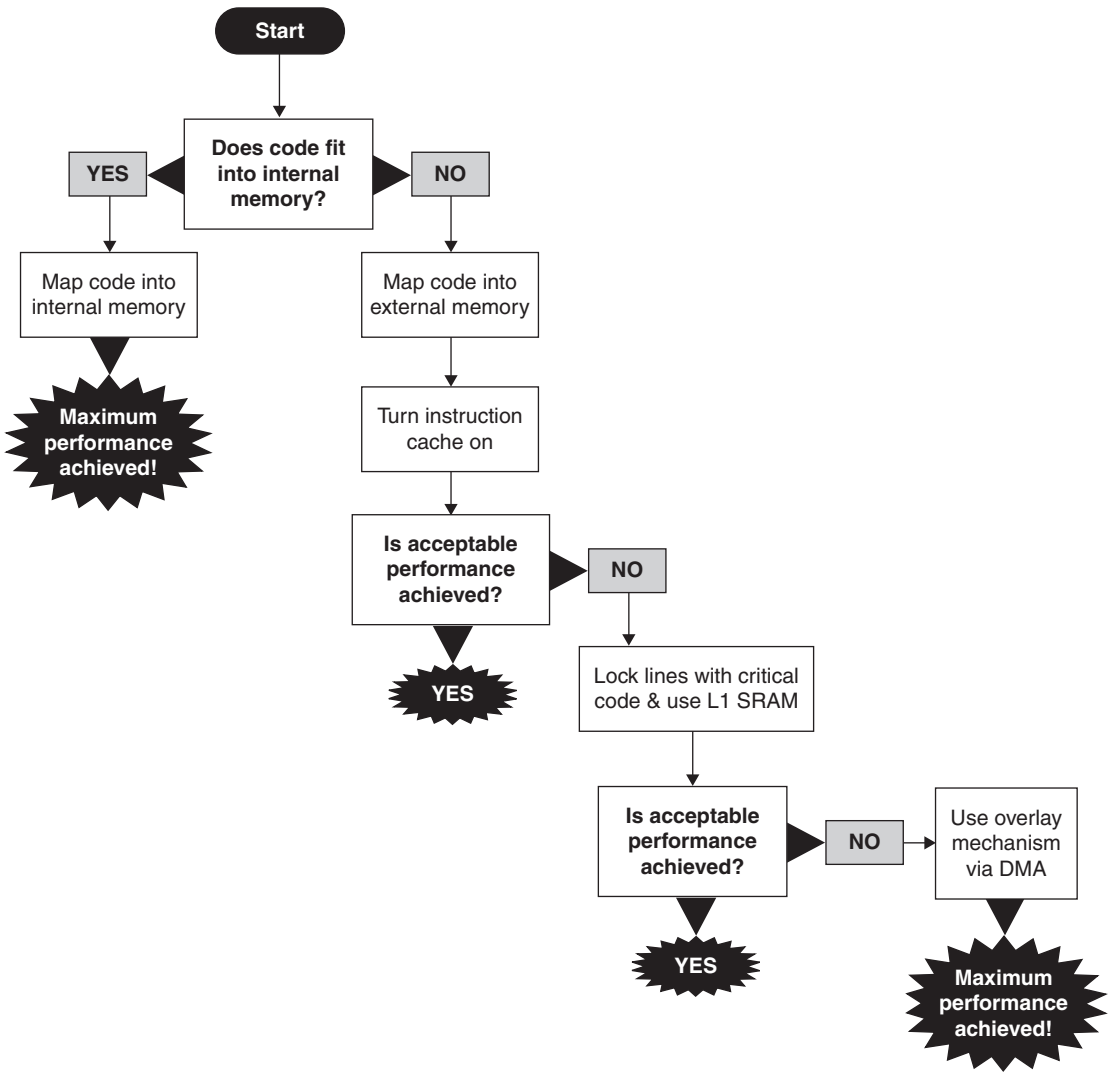 Start
Does code fit
into internal
memory?
YES
NO
Map code into
internal memory
Map code into
external memory
Maximum
performance
achieved!
Turn instruction
cache on
Is acceptable
performance
achieved?
NO
YES
Lock lines with critical
code & use L1 SRAM
Is acceptable
performance
achieved?
NO
Use overlay
mechanism
via DMA
YES
Maximum
performance
achieved!